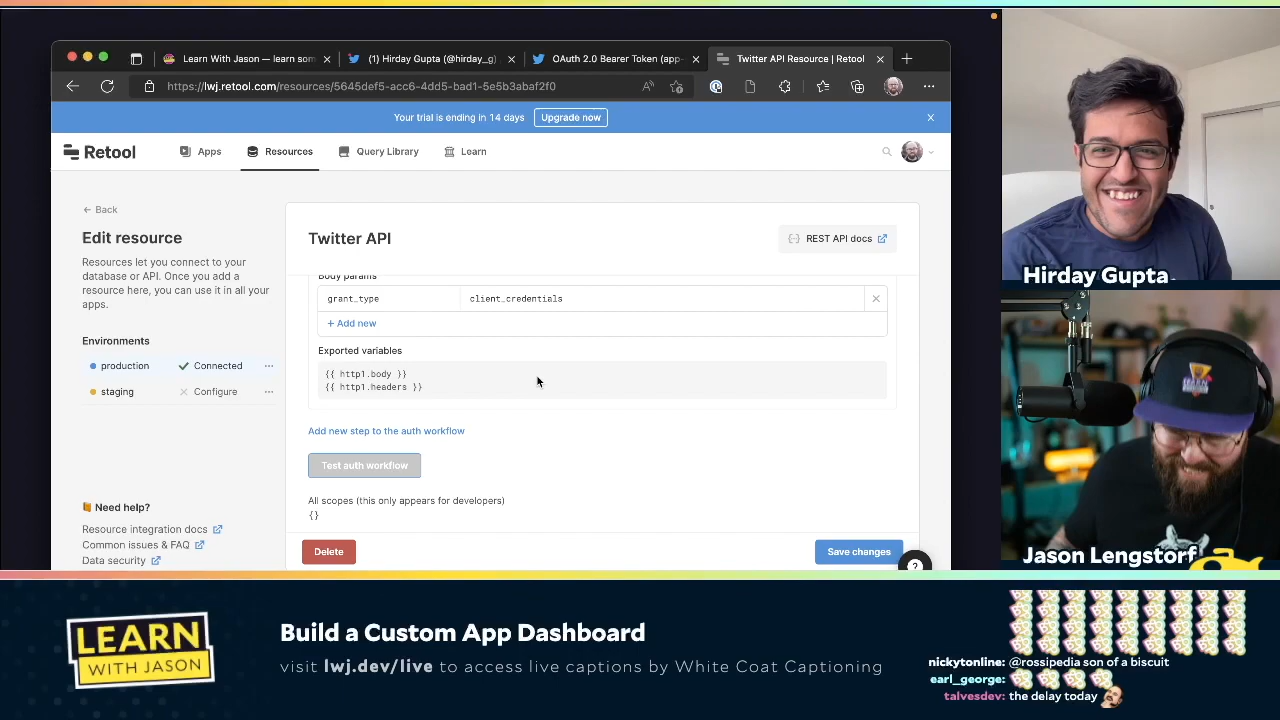 Learn With Jason — learn som
(1) Hirday Gupta (@hirday_g)
OAuth 2.0 Bearer Token (app-
Twitter API Resource | Retool
https://lwj.retool.com/resources/5645def5-acc6-4dd5-bad1-5e5b3abaf2f0
Your trial is ending in 14 days
Upgrade now
Retool
Apps
Resources
Query Library
Learn
← Back
Edit resource
Resources let you connect to your
database or API. Once you add a
resource here, you can use it in all your
apps.
Environments
production
Connected
staging
Configure
Need help?
Resource integration docs
Common issues & FAQ
Data security
Twitter API
REST API docs
Body params
grant_type
client_credentials
+ Add new
Exported variables
{{ http1.body }}
{{ http1.headers }}
Add new step to the auth workflow
Test auth workflow
All scopes (this only appears for developers)
{}
Delete
Save changes
?
Hirday Gupta
Jason Lengstorf
LEARN
WITH JASON
Build a Custom App Dashboard
visit lwj.dev/live to access live captions by White Coat Captioning
nickytonline: @rossipedia son of a biscuit
earl_george:
talvesdev: the delay today